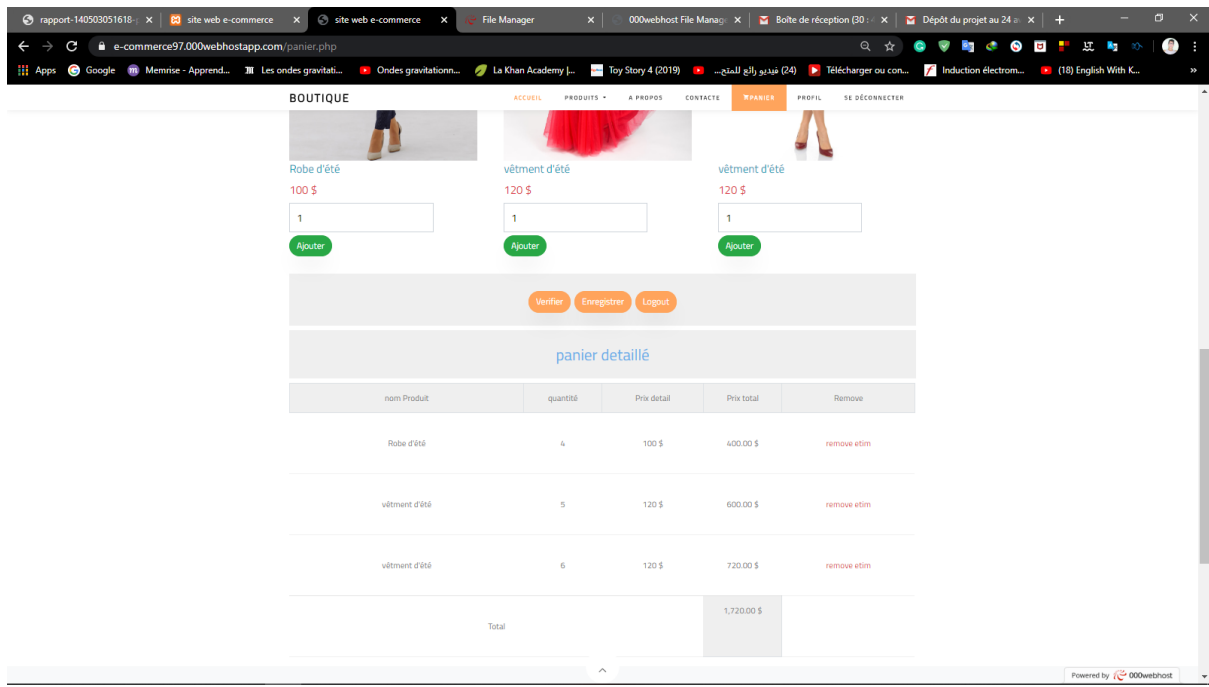 rapport-140503051618-
site web e-commerce
site web e-commerce
File Manager
000webhost File Manag
Boîte de réception (30
Dépôt du projet au 24 a
e-commerce97.000webhostapp.com/panier.php
Apps
Google
Memrise - Apprend...
Les ondes gravitati...
Ondes gravitationn...
La Khan Academy |...
Toy Story 4 (2019)
(24) فيديو رائع للمتح...
Télécharger ou con...
Induction électrom...
(18) English With K...
BOUTIQUE
ACCUEIL
PRODUITS
A PROPOS
CONTACTE
PANIER
PROFIL
SE DÉCONNECTER
Robe d'été
vêtment d'été
vêtment d'été
100 $
120 $
120 $
1
1
1
Ajouter
Ajouter
Ajouter
Verifier
Enregistrer
Logout
panier detaillé
nom Produit
quantité
Prix detail
Prix total
Remove
Robe d'été
4
100 $
400.00 $
remove etim
vêtment d'été
5
120 $
600.00 $
remove etim
vêtment d'été
6
120 $
720.00 $
remove etim
Total
1,720.00 $
Powered by 000webhost